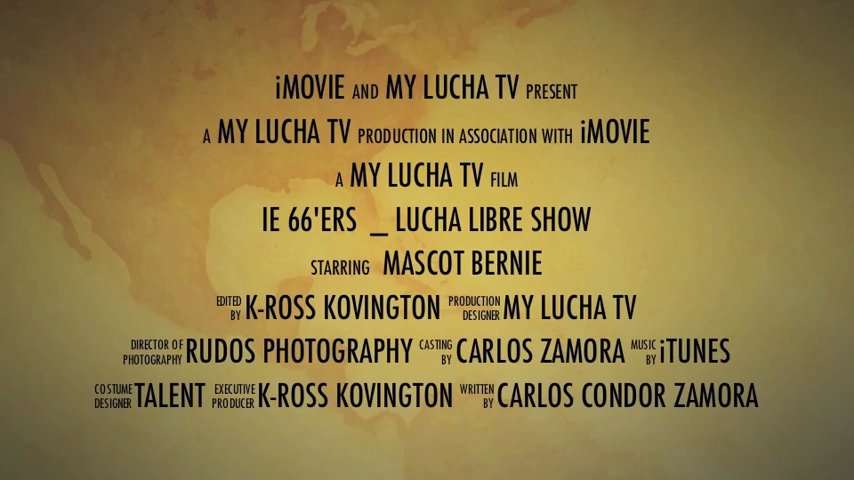 iMOVIE AND MY LUCHA TV PRESENT
A MY LUCHA TV PRODUCTION IN ASSOCIATION WITH iMOVIE
A MY LUCHA TV FILM
IE 66'ERS _ LUCHA LIBRE SHOW
STARRING MASCOT BERNIE
EDITED BY K-ROSS KOVINGTON PRODUCTION DESIGNER MY LUCHA TV
DIRECTOR OF PHOTOGRAPHY RUDOS PHOTOGRAPHY CASTING BY CARLOS ZAMORA MUSIC BY iTUNES
COSTUME DESIGNER TALENT EXECUTIVE PRODUCER K-ROSS KOVINGTON WRITTEN BY CARLOS CONDOR ZAMORA